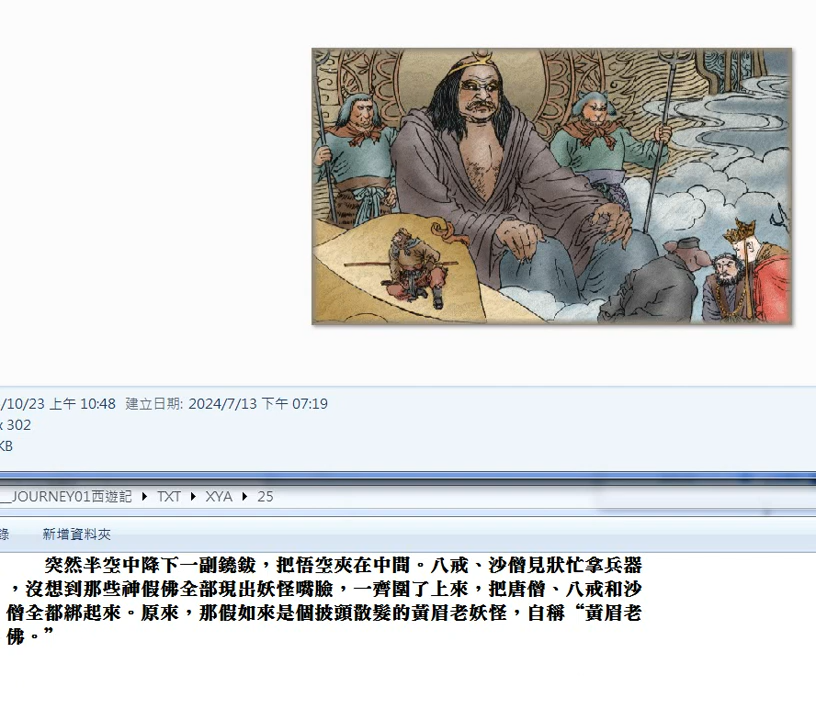 /10/23 上午 10:48 建立日期: 2024/7/13 下午 07:19
x 302
KB
__JOURNEY01西遊記 ▸ TXT ▸ XYA ▸ 25
錄 新增資料夾
突然半空中降下一副鐃鈸，把悟空夾在中間。八戒、沙僧見狀忙拿兵器
，沒想到那些神假佛全部現出妖怪嘴臉，一齊圍了上來，把唐僧、八戒和沙
僧全都綁起來。原來，那假如來是個披頭散髮的黃眉老妖怪，自稱“黃眉老
佛。”